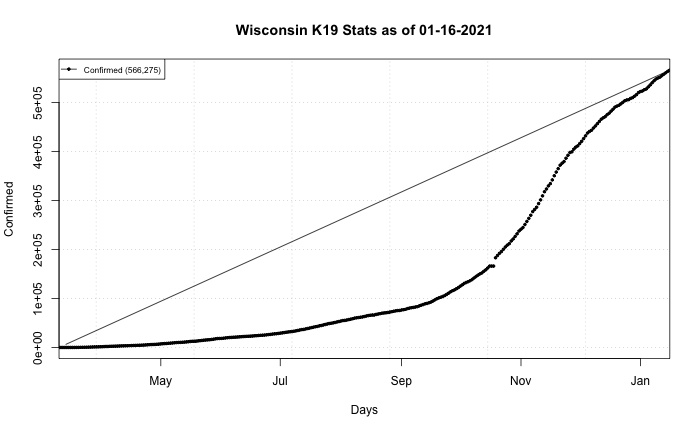 Wisconsin K19 Stats as of 01-16-2021
Confirmed (566,275)
5e+05
4e+05
3e+05
2e+05
1e+05
0e+00
Confirmed
May Jul Sep Nov Jan
Days